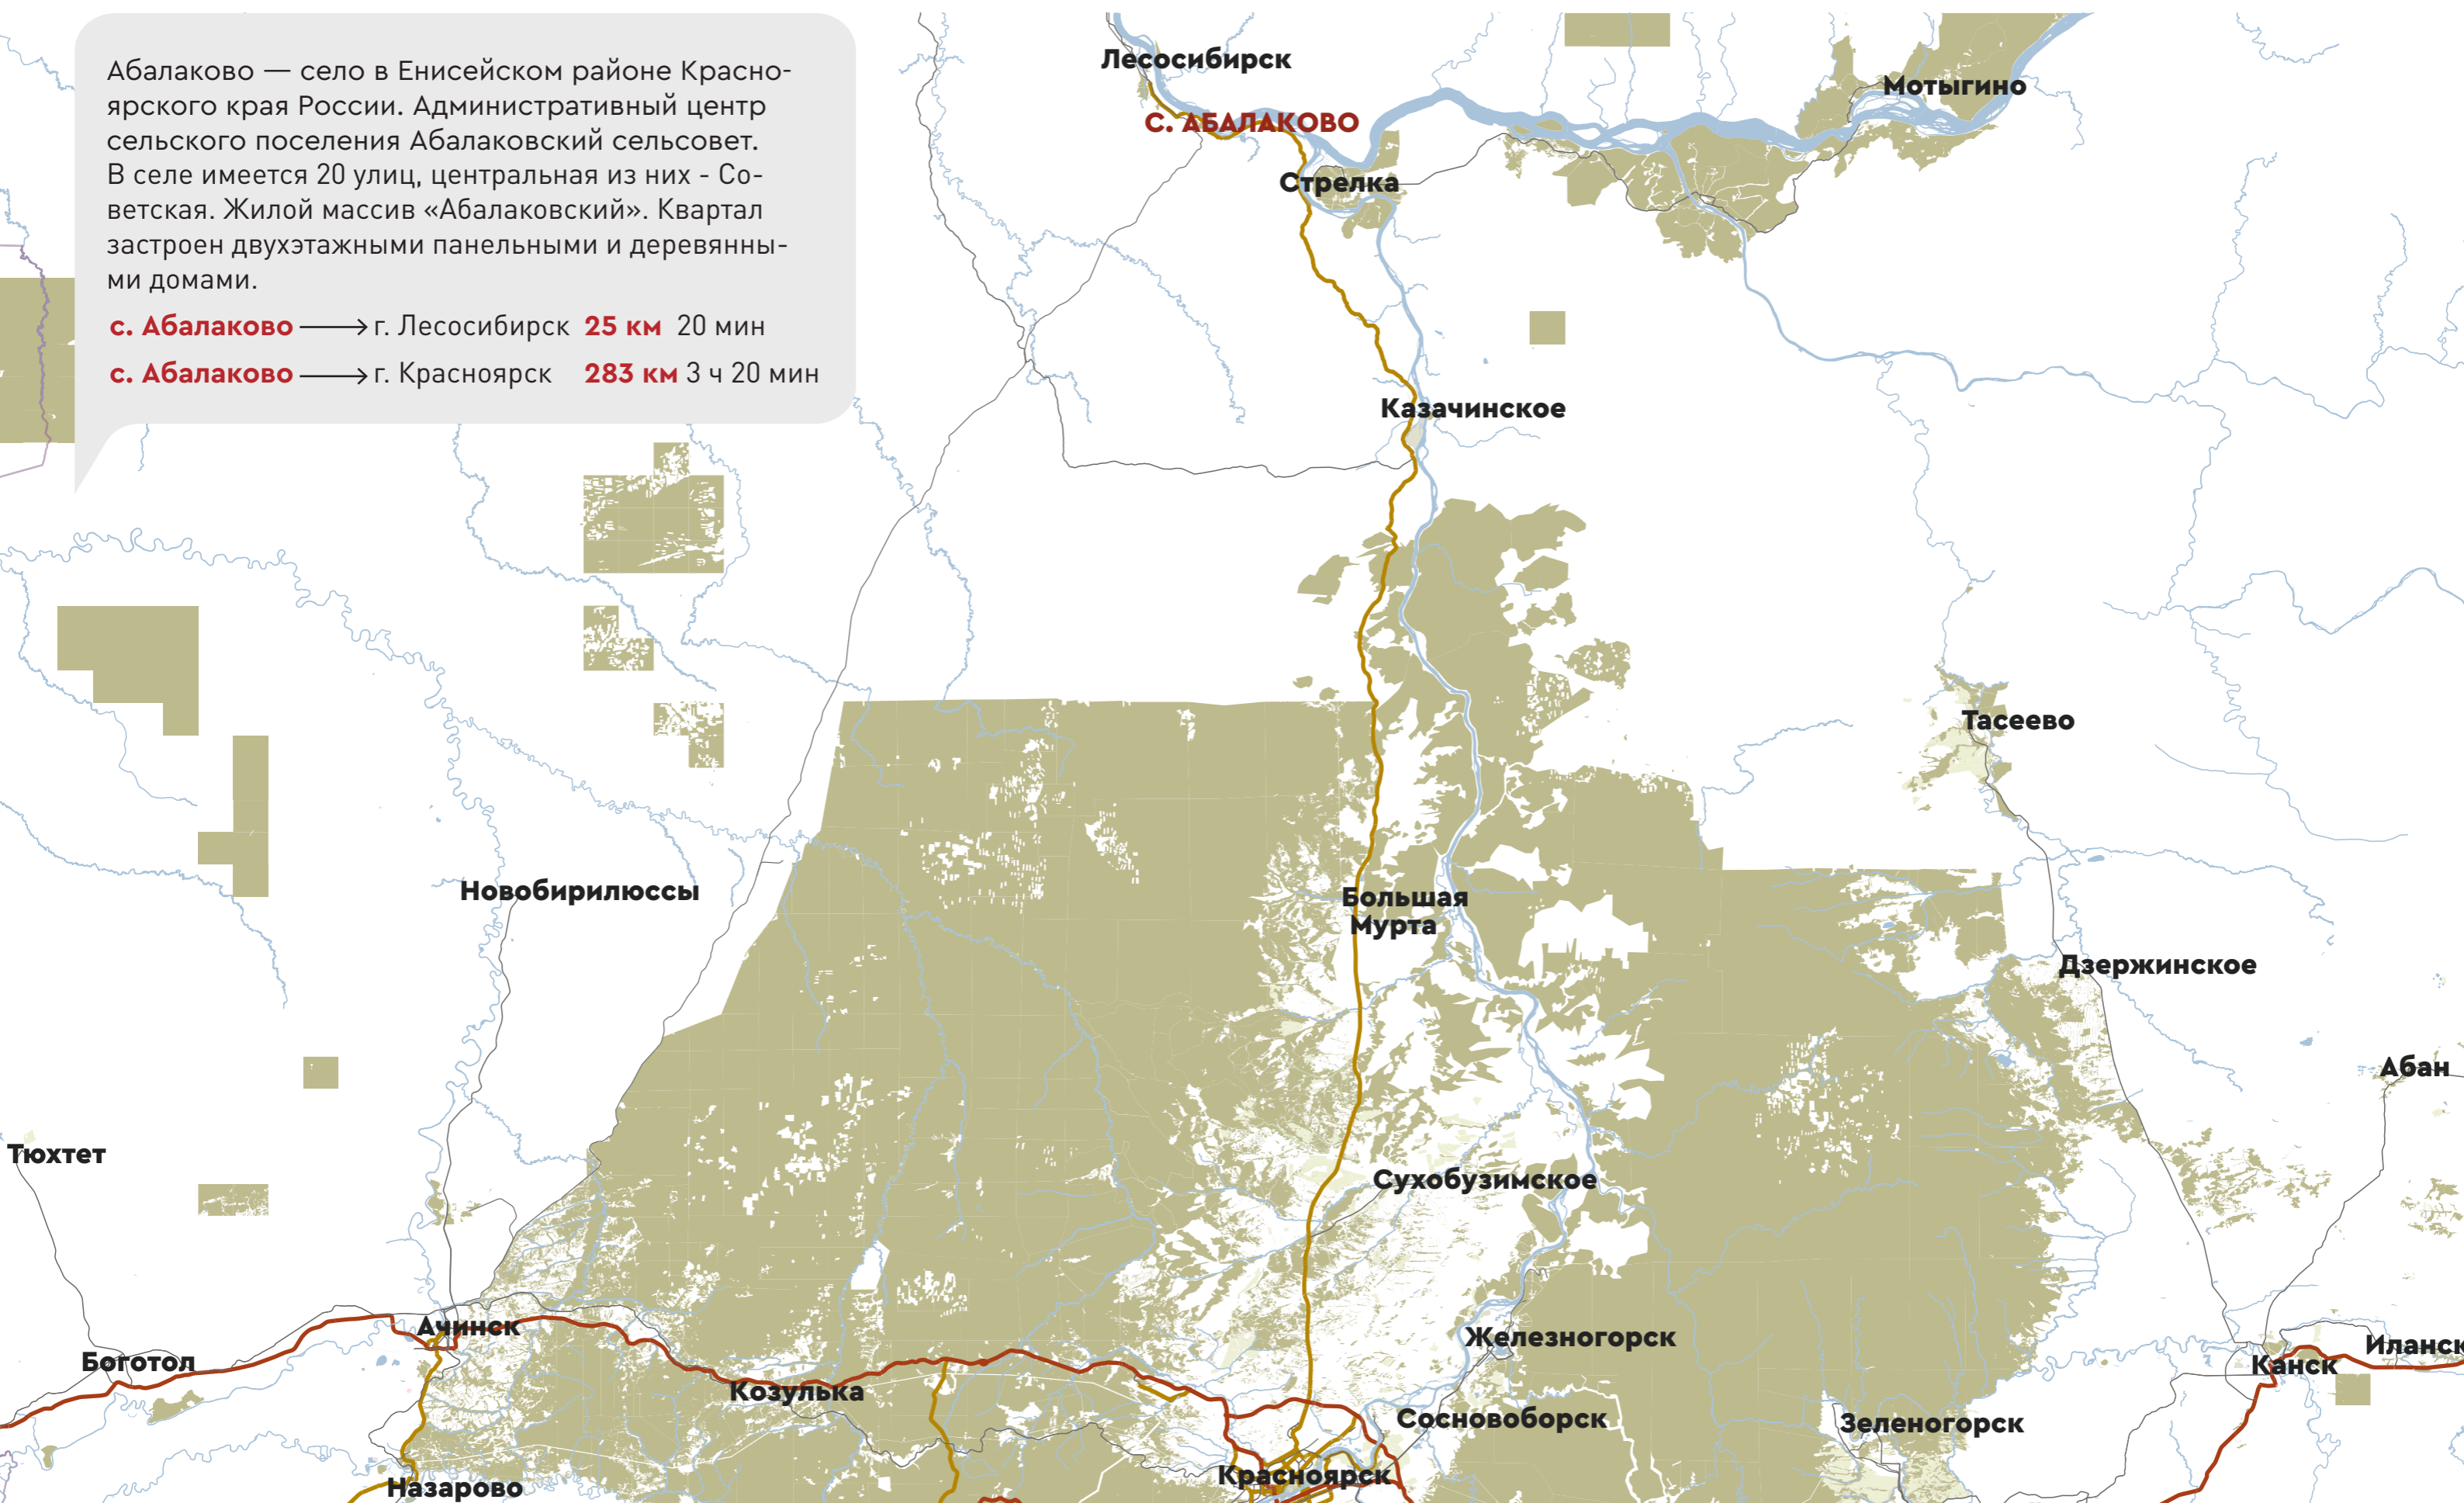 Абалаково — село в Енисейском районе Красно-
ярского края России. Административный центр
сельского поселения Абалаковский сельсовет.
В селе имеется 20 улиц, центральная из них - Со-
ветская. Жилой массив «Абалаковский». Квартал
застроен двухэтажными панельными и деревянны-
ми домами.
с. Абалаково → г. Лесосибирск 25 км 20 мин
с. Абалаково → г. Красноярск 283 км 3 ч 20 мин
Лесосибирск
Мотыгино
С. АБАЛАКОВО
Стрелка
Казачинское
Тасеево
Новобирилюссы
Большая
Мурта
Дзержинское
Абан
Тюхтет
Сухобузимское
Ачинск
Железногорск
Иланск
Боготол
Канск
Козулька
Сосновоборск
Зеленогорск
Красноярск
Назарово